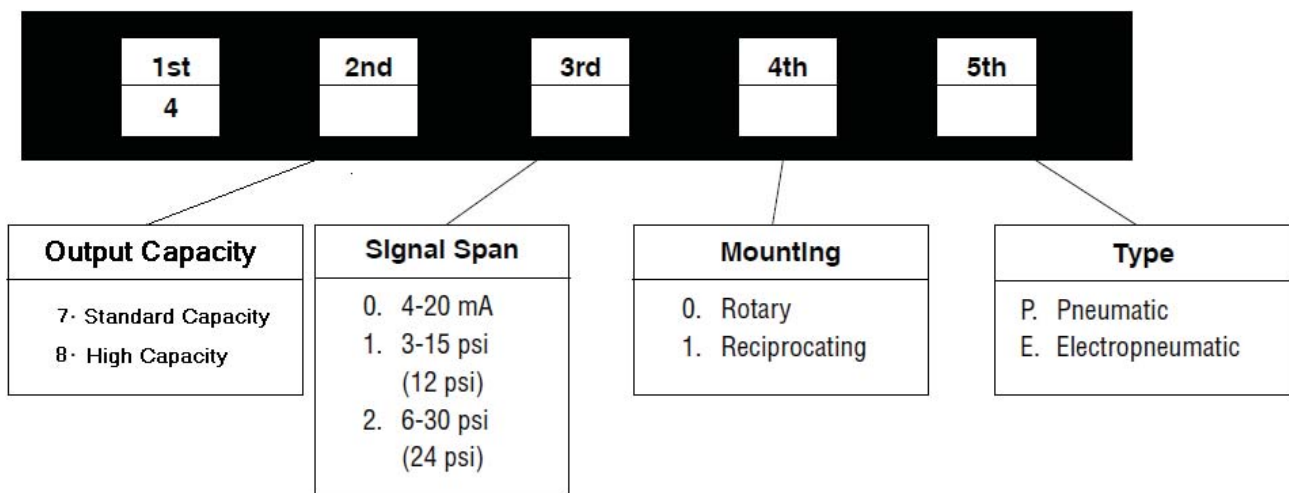 1st 2nd 3rd 4th 5th
4
Output Capacity
7. Standard Capacity
8. High Capacity
Signal Span
0. 4-20 mA
1. 3-15 psi
(12 psi)
2. 6-30 psi
(24 psi)
Mounting
0. Rotary
1. Reciprocating
Type
P. Pneumatic
E. Electropneumatic